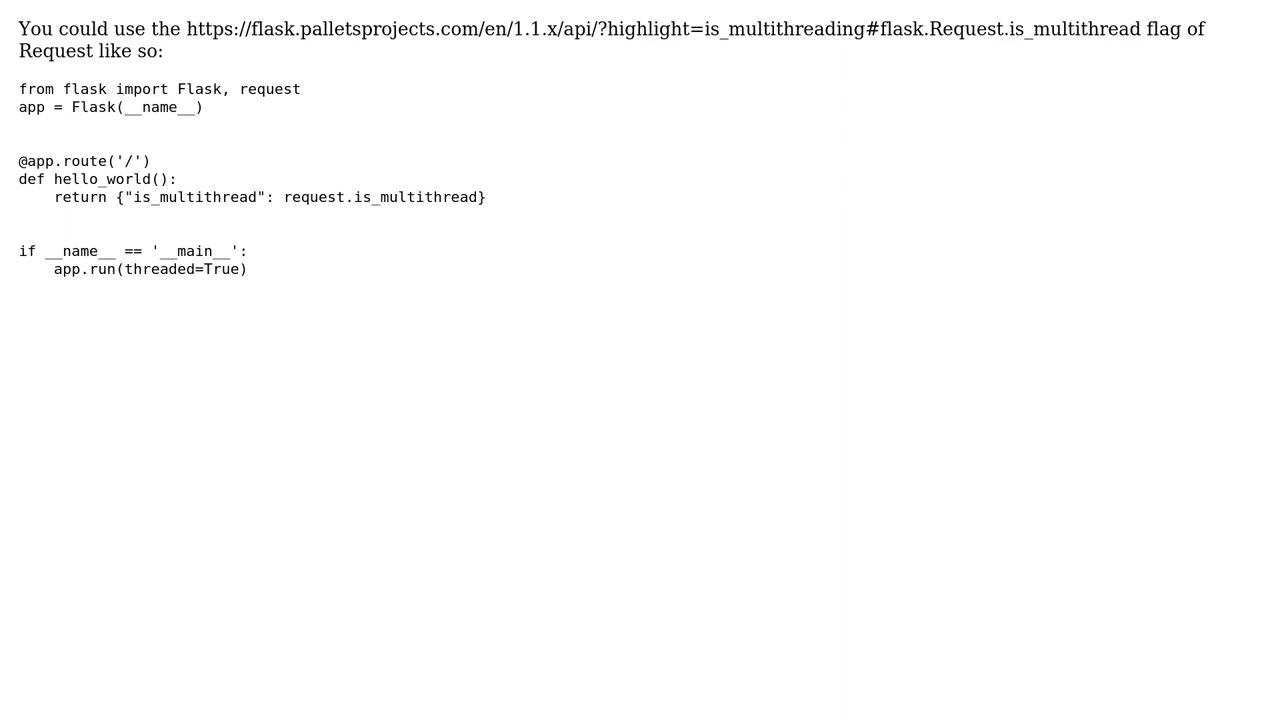 You could use the https://flask.palletsprojects.com/en/1.1.x/api/?highlight=is_multithreading#flask.Request.is_multithread flag of
Request like so:
from flask import Flask, request
app = Flask(__name__)
@app.route('/')
def hello_world():
    return {"is_multithread": request.is_multithread}
if __name__ == '__main__':
    app.run(threaded=True)